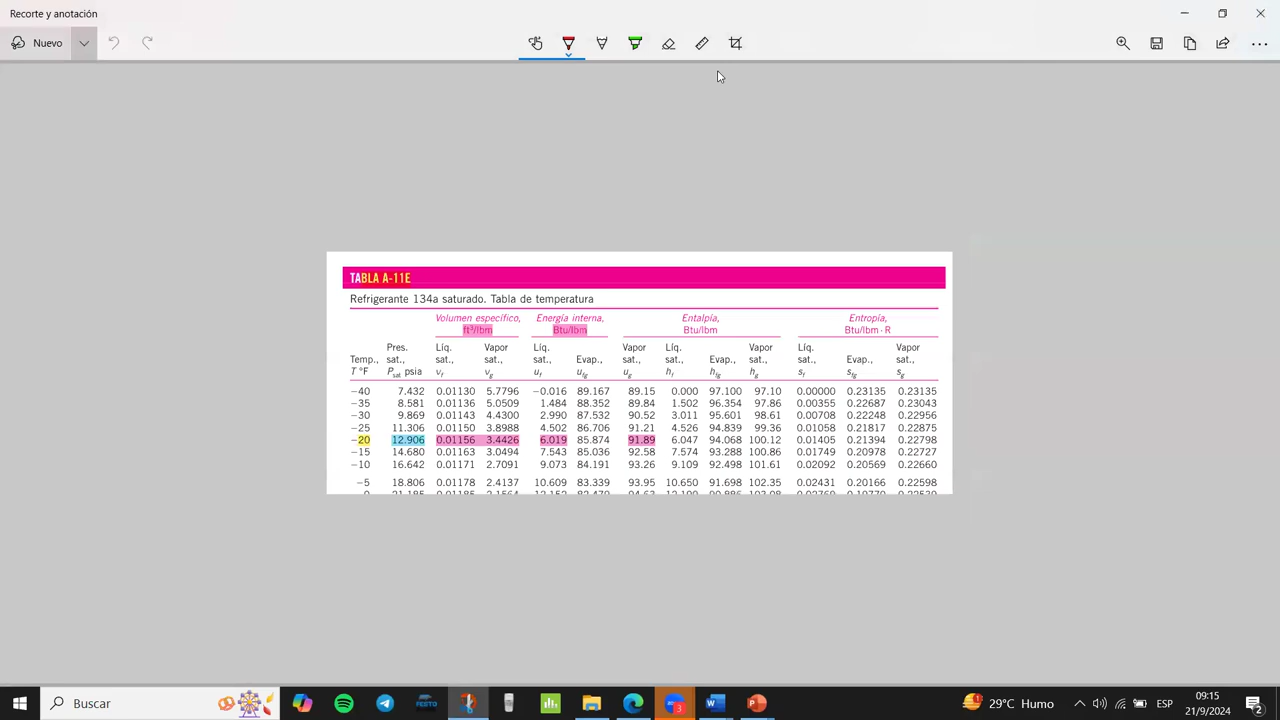 Recorte y anotación
Nuevo
TABLA A-11E
Refrigerante 134a saturado. Tabla de temperatura
Volumen específico, Energía interna, Entalpía, Entropía,
ft³/lbm Btu/lbm Btu/lbm Btu/lbm · R
Pres. Líq. Vapor Líq. Vapor Líq. Vapor Líq. Vapor
Temp., sat., sat., sat., sat., Evap., sat., sat., Evap., sat., sat., Evap., sat.,
T °F Psat psia vf vg uf ufg ug hf hfg hg sf sfg sg
−40 7.432 0.01130 5.7796 −0.016 89.167 89.15 0.000 97.100 97.10 0.00000 0.23135 0.23135
−35 8.581 0.01136 5.0509 1.484 88.352 89.84 1.502 96.354 97.86 0.00355 0.22687 0.23043
−30 9.869 0.01143 4.4300 2.990 87.532 90.52 3.011 95.601 98.61 0.00708 0.22248 0.22956
−25 11.306 0.01150 3.8988 4.502 86.706 91.21 4.526 94.839 99.36 0.01058 0.21817 0.22875
−20 12.906 0.01156 3.4426 6.019 85.874 91.89 6.047 94.068 100.12 0.01405 0.21394 0.22798
−15 14.680 0.01163 3.0494 7.543 85.036 92.58 7.574 93.288 100.86 0.01749 0.20978 0.22727
−10 16.642 0.01171 2.7091 9.073 84.191 93.26 9.109 92.498 101.61 0.02092 0.20569 0.22660
−5 18.806 0.01178 2.4137 10.609 83.339 93.95 10.650 91.698 102.35 0.02431 0.20166 0.22598
Buscar
FESTO
3
29°C Humo
ESP
09:15
21/9/2024
2